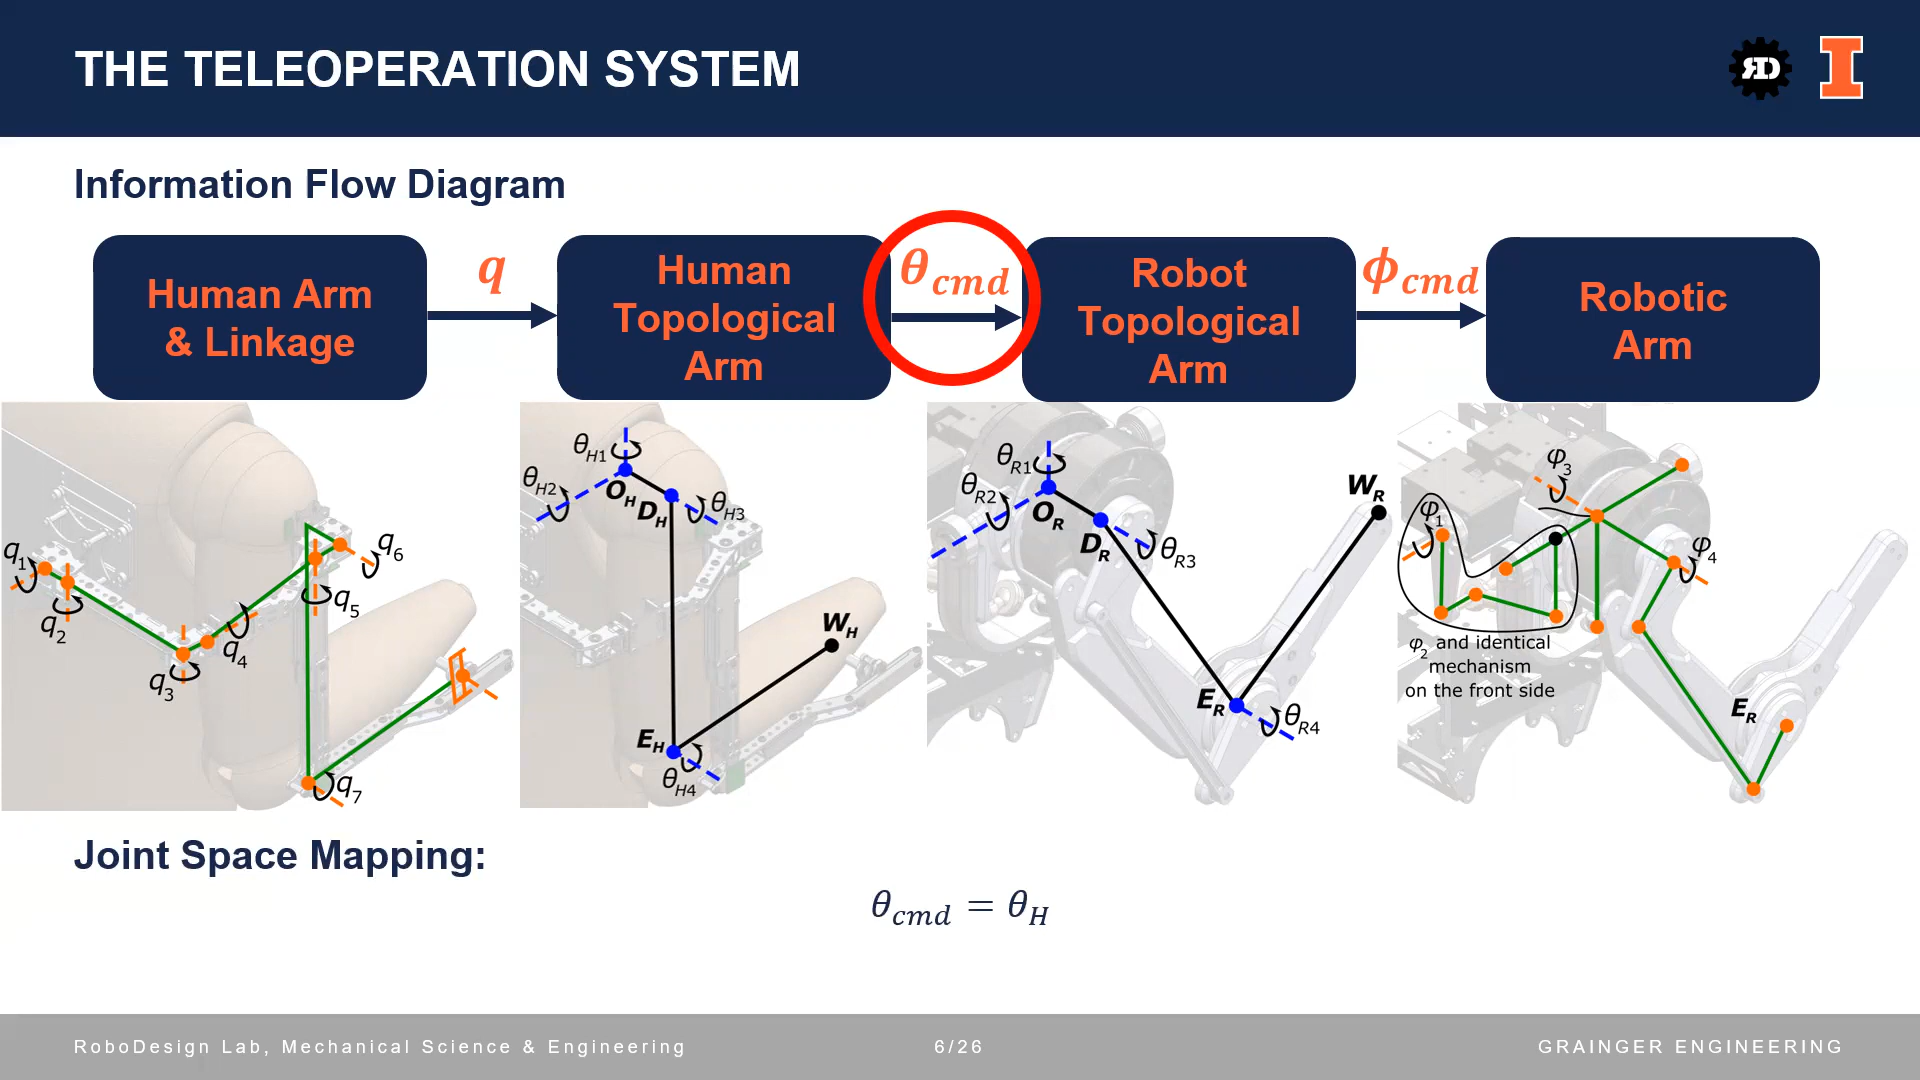 THE TELEOPERATION SYSTEM
RD
I
Information Flow Diagram
Human Arm
& Linkage
q
Human
Topological
Arm
θcmd
Robot
Topological
Arm
ϕcmd
Robotic
Arm
q1
q2
q3
q4
q5
q6
q7
θH1
θH2
OH
DH
θH3
WH
EH
θH4
θR1
θR2
OR
DR
θR3
WR
ER
θR4
φ3
φ1
φ4
φ2 and identical
mechanism
on the front side
ER
Joint Space Mapping:
θcmd = θH
RoboDesign Lab, Mechanical Science & Engineering
6/26
GRAINGER ENGINEERING